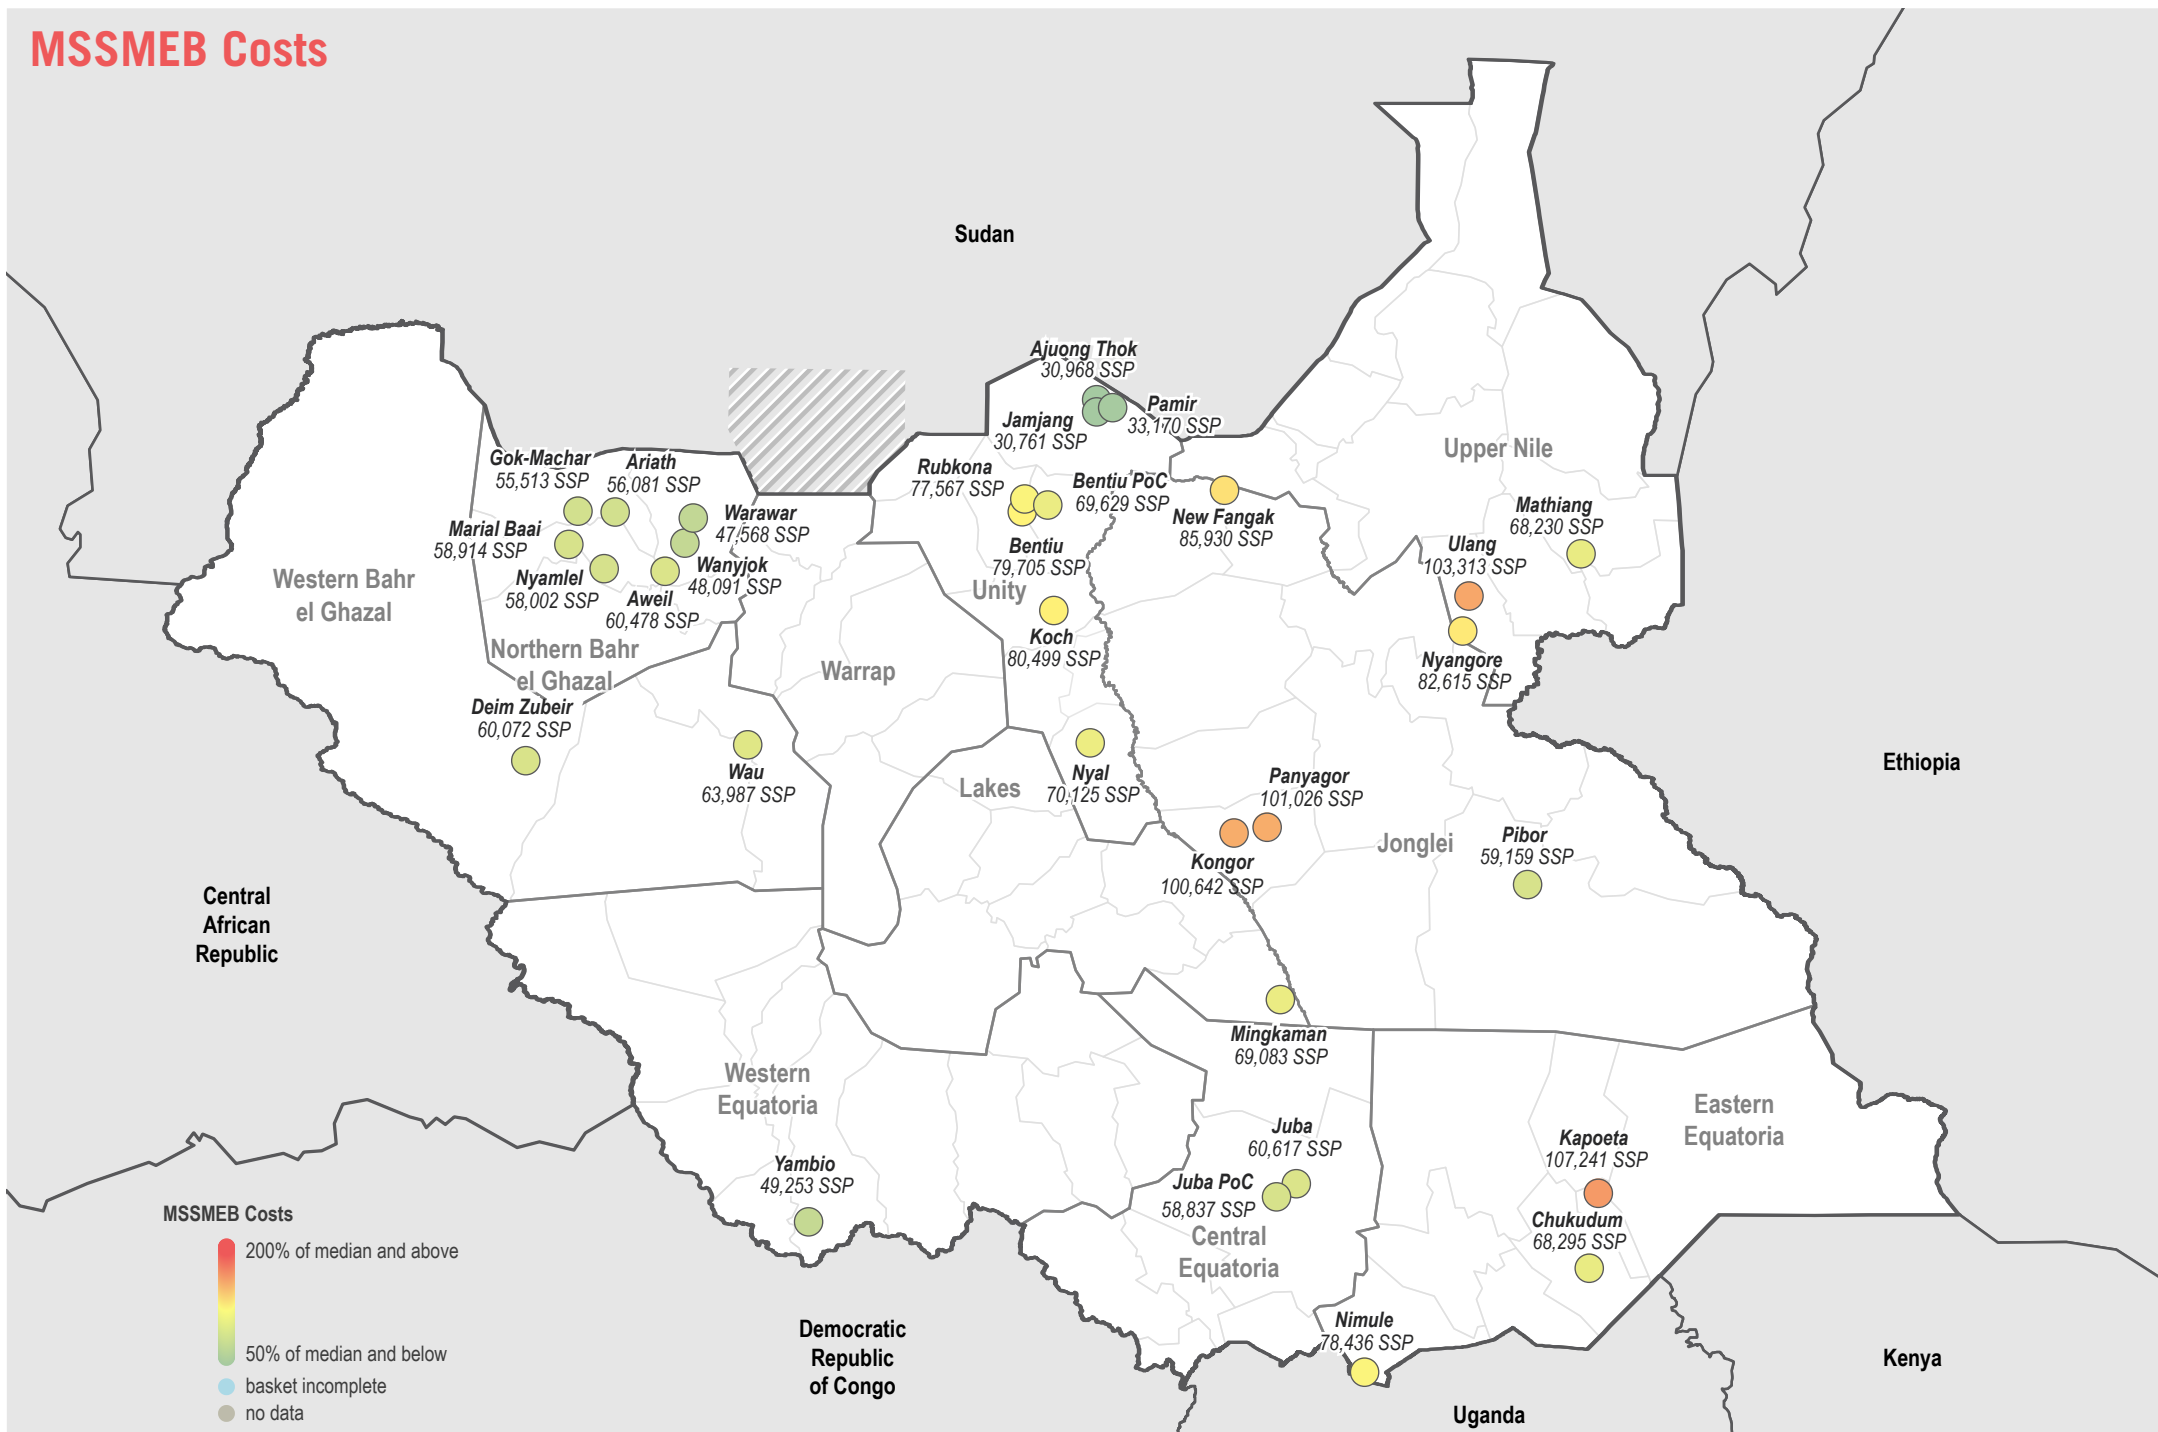 MSSMEB Costs
Sudan
Ajuong Thok
30,968 SSP
Pamir
33,170 SSP
Jamjang
30,761 SSP
Upper Nile
Gok-Machar
55,513 SSP
Ariath
56,081 SSP
Rubkona
77,567 SSP
Bentiu PoC
69,629 SSP
Warawar
47,568 SSP
New Fangak
85,930 SSP
Mathiang
68,230 SSP
Marial Baai
58,914 SSP
Bentiu
79,705 SSP
Ulang
103,313 SSP
Western Bahr
el Ghazal
Nyamlel
58,002 SSP
Wanyjok
48,091 SSP
Aweil
60,478 SSP
Unity
Koch
80,499 SSP
Northern Bahr
el Ghazal
Warrap
Nyangore
82,615 SSP
Deim Zubeir
60,072 SSP
Wau
63,987 SSP
Lakes
Nyal
70,125 SSP
Panyagor
101,026 SSP
Ethiopia
Jonglei
Pibor
59,159 SSP
Kongor
100,642 SSP
Central
African
Republic
Mingkaman
69,083 SSP
Western
Equatoria
Eastern
Equatoria
Juba
60,617 SSP
Kapoeta
107,241 SSP
Yambio
49,253 SSP
Juba PoC
58,837 SSP
Central
Equatoria
Chukudum
68,295 SSP
MSSMEB Costs
200% of median and above
50% of median and below
basket incomplete
no data
Democratic
Republic
of Congo
Nimule
78,436 SSP
Kenya
Uganda